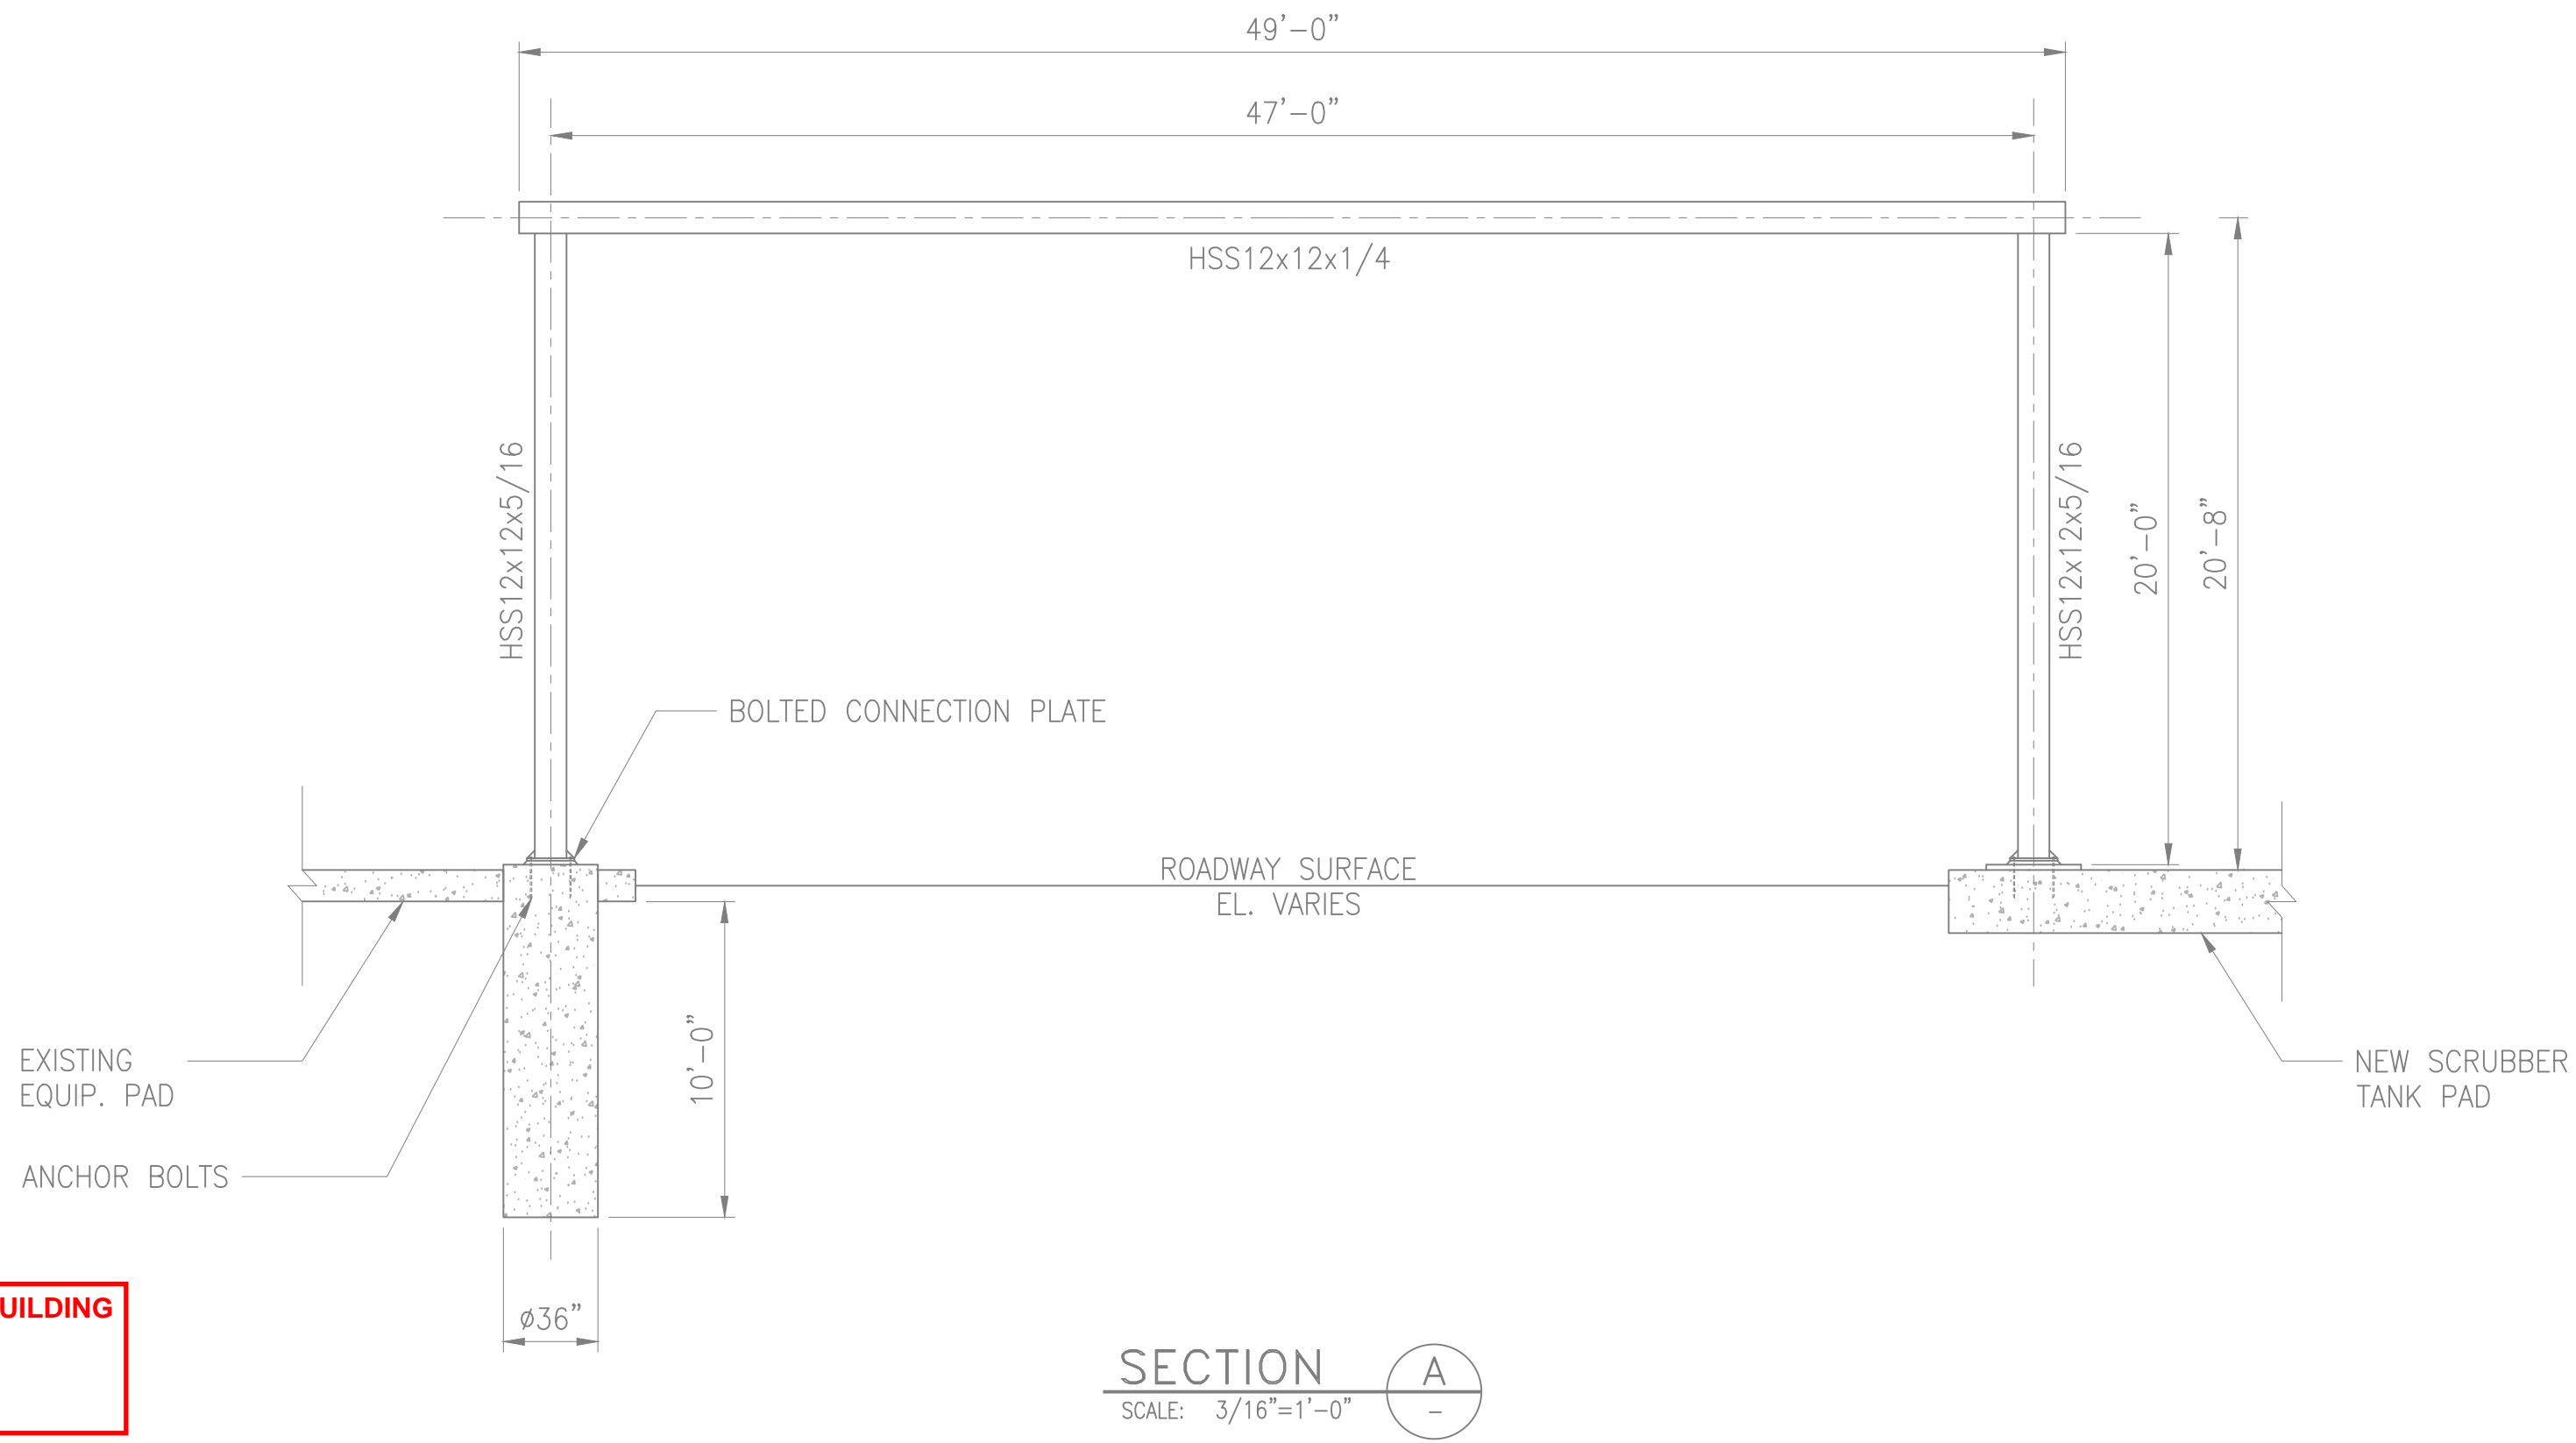 49'-0"
47'-0"
HSS12x12x1/4
HSS12x12x5/16
HSS12x12x5/16
20'-0"
20'-8"
BOLTED CONNECTION PLATE
ROADWAY SURFACE
EL. VARIES
10'-0"
EXISTING
EQUIP. PAD
NEW SCRUBBER
TANK PAD
ANCHOR BOLTS
UILDING
ø36"
SECTION
A
SCALE: 3/16"=1'-0"
-